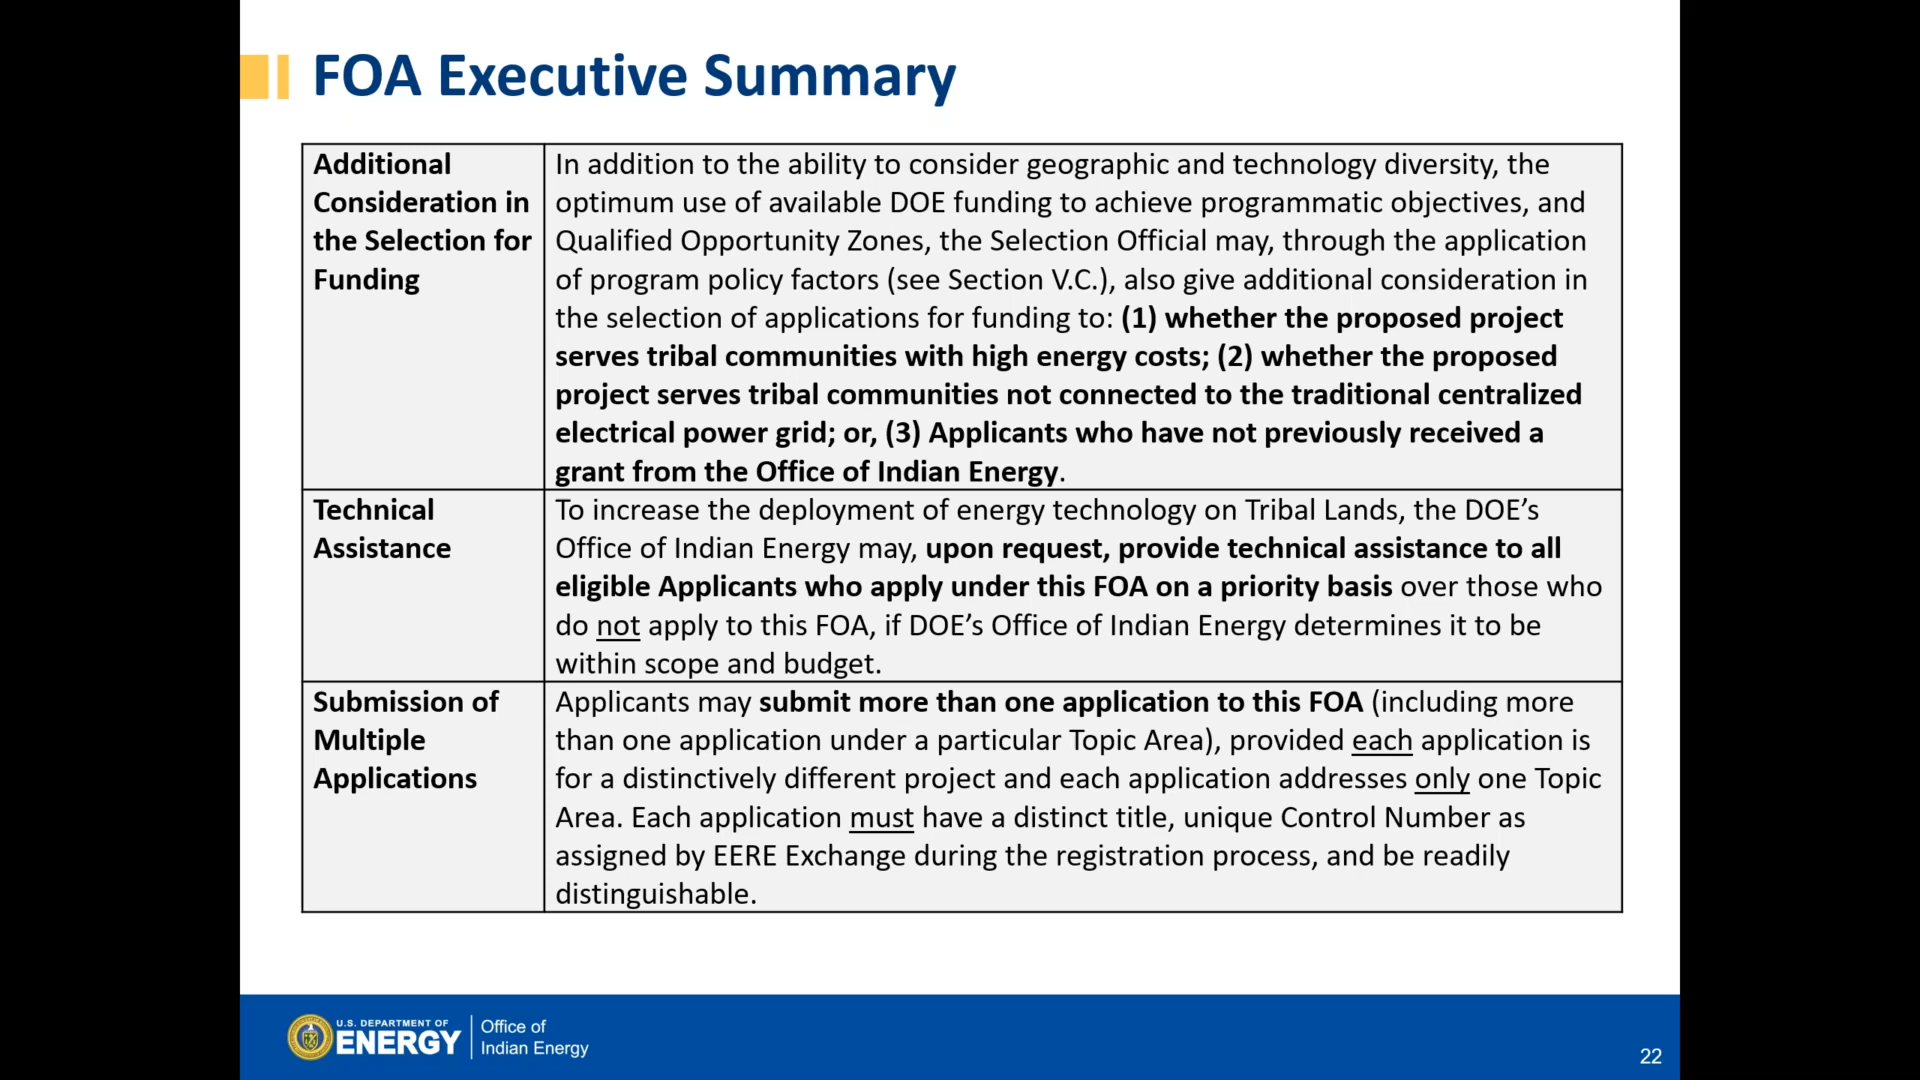 FOA Executive Summary
Additional
Consideration in
the Selection for
Funding
In addition to the ability to consider geographic and technology diversity, the
optimum use of available DOE funding to achieve programmatic objectives, and
Qualified Opportunity Zones, the Selection Official may, through the application
of program policy factors (see Section V.C.), also give additional consideration in
the selection of applications for funding to: (1) whether the proposed project
serves tribal communities with high energy costs; (2) whether the proposed
project serves tribal communities not connected to the traditional centralized
electrical power grid; or, (3) Applicants who have not previously received a
grant from the Office of Indian Energy.
Technical
Assistance
To increase the deployment of energy technology on Tribal Lands, the DOE’s
Office of Indian Energy may, upon request, provide technical assistance to all
eligible Applicants who apply under this FOA on a priority basis over those who
do not apply to this FOA, if DOE’s Office of Indian Energy determines it to be
within scope and budget.
Submission of
Multiple
Applications
Applicants may submit more than one application to this FOA (including more
than one application under a particular Topic Area), provided each application is
for a distinctively different project and each application addresses only one Topic
Area. Each application must have a distinct title, unique Control Number as
assigned by EERE Exchange during the registration process, and be readily
distinguishable.
U.S. DEPARTMENT OF
ENERGY
Office of
Indian Energy
22